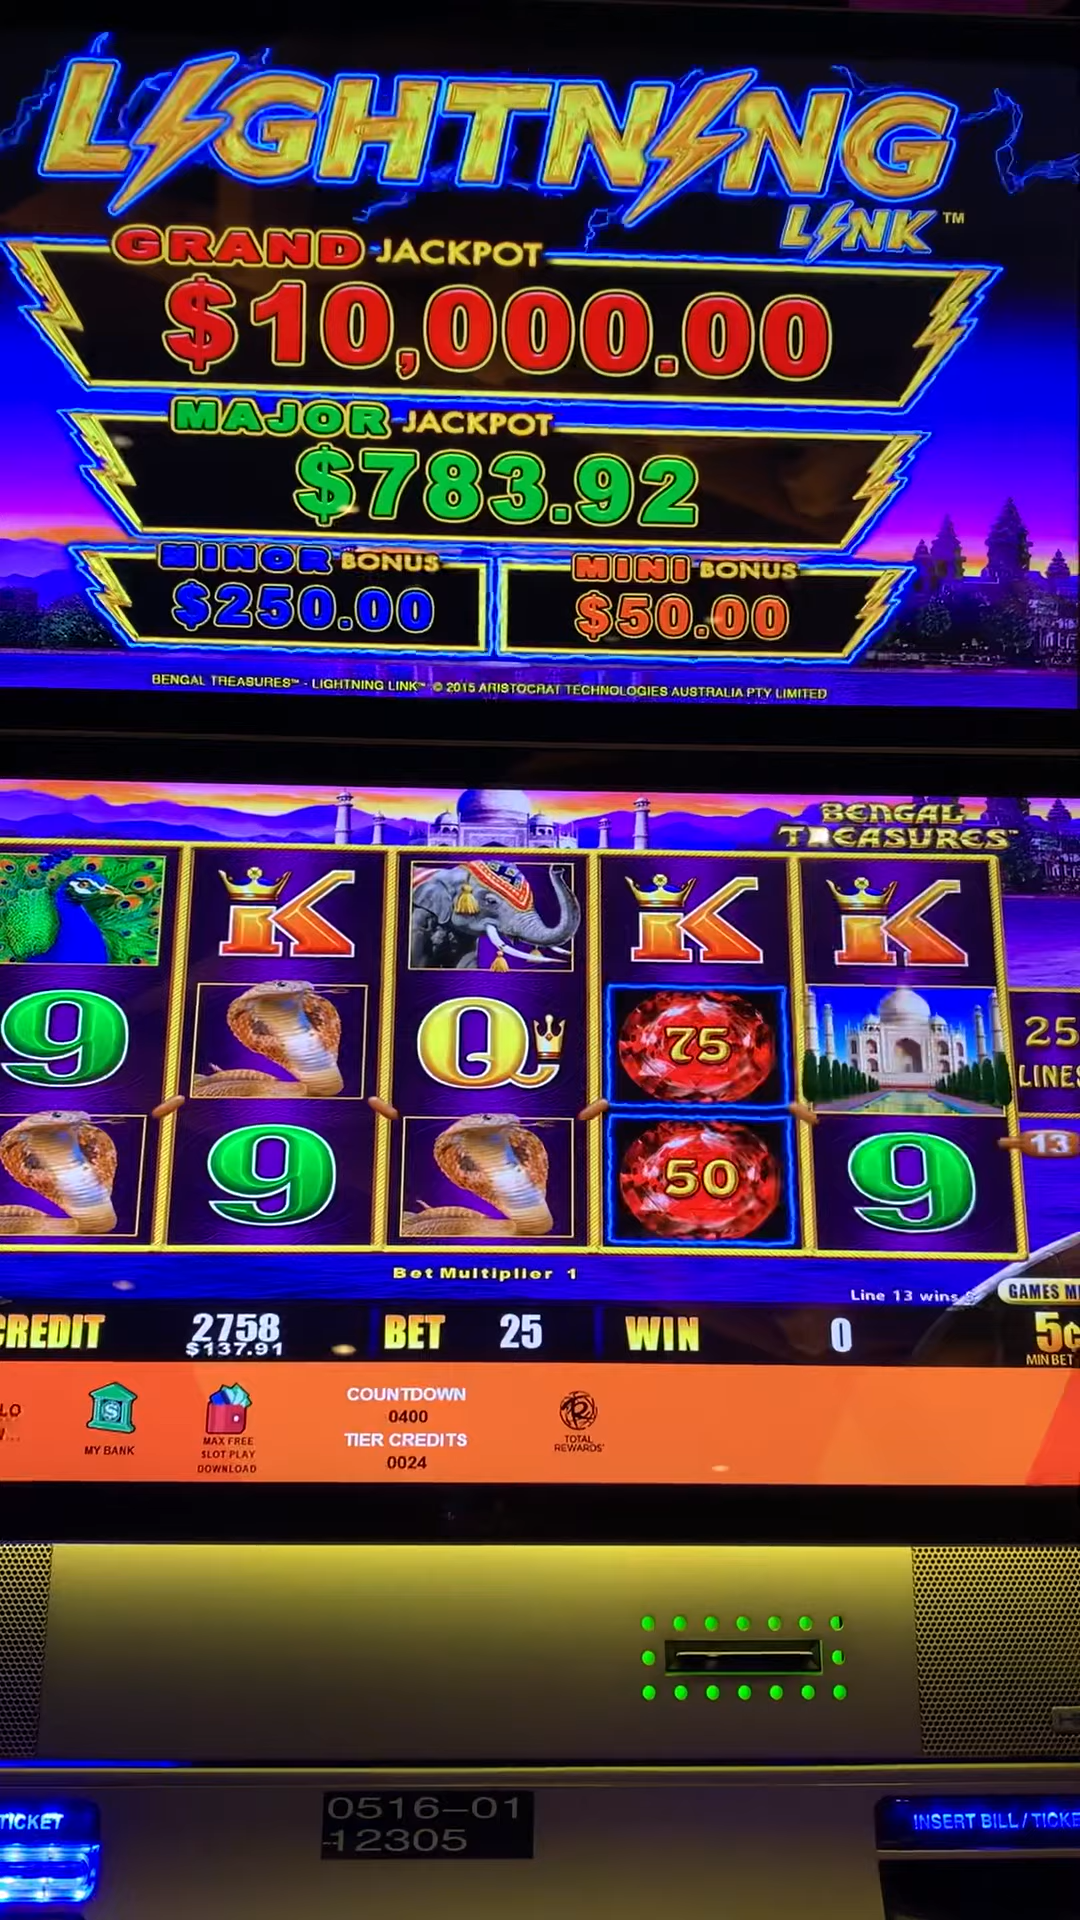 LIGHTNING
LINK™
GRAND JACKPOT
$10,000.00
MAJOR JACKPOT
$783.92
MINOR BONUS
MINI BONUS
$250.00
$50.00
BENGAL TREASURES™ - LIGHTNING LINK™ © 2015 ARISTOCRAT TECHNOLOGIES AUSTRALIA PTY LIMITED
BENGAL
TREASURES™
K K K
9 Q 75
25
LINES
9 50 9
13
Bet Multiplier 1
Line 13 wins
GAMES
CREDIT 2758 BET 25 WIN 0 5¢
$137.91
MIN BET
COUNTDOWN
0400
TIER CREDITS
0024
MY BANK
MAX FREE
SLOT PLAY
DOWNLOAD
TOTAL
REWARDS®
TICKET
0516-01
-12305
INSERT BILL / TICKE